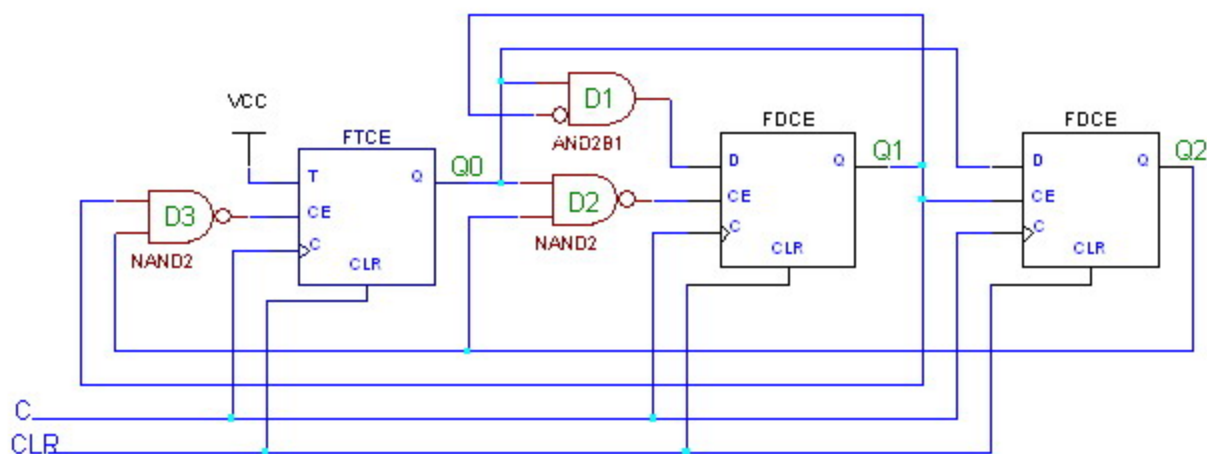 VCC
FTCE
T
Q
CE
C
CLR
Q0
D3
NAND2
D1
AND2B1
D2
NAND2
FDCE
D
Q
CE
C
CLR
Q1
FDCE
D
Q
CE
C
CLR
Q2
C
CLR